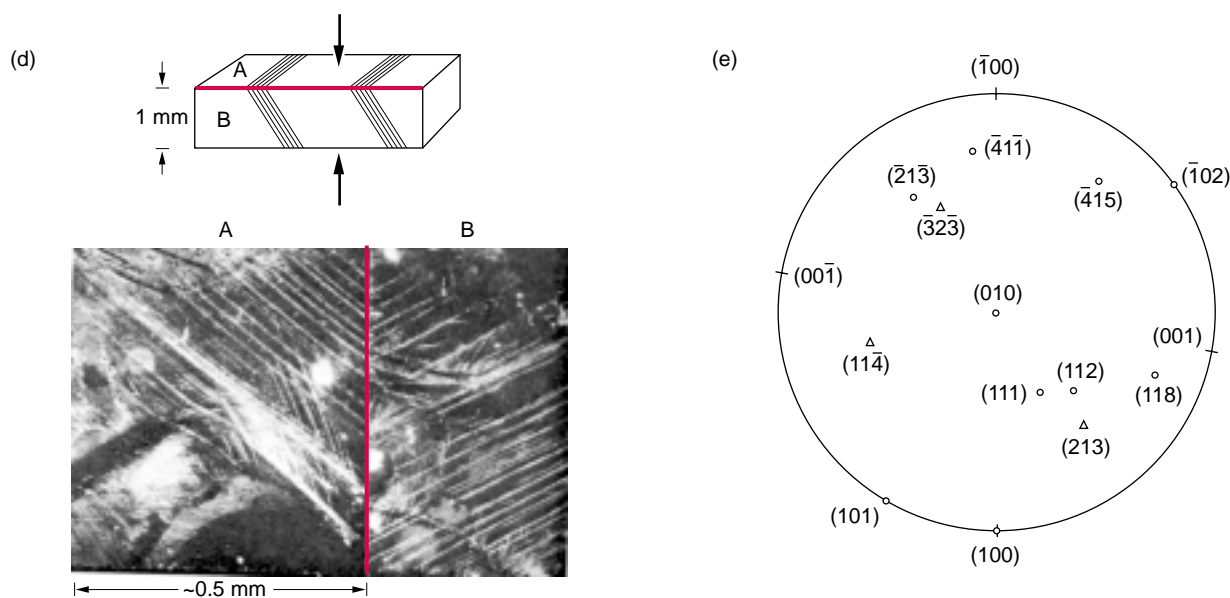 (d)
A
1 mm
B
A
B
~0.5 mm
(e)
(1̄00)
(4̄11̄)
(1̄02)
(2̄13̄)
(4̄15)
(3̄23̄)
(001̄)
(010)
(001)
(114̄)
(112)
(111)
(118)
(213)
(101)
(100)